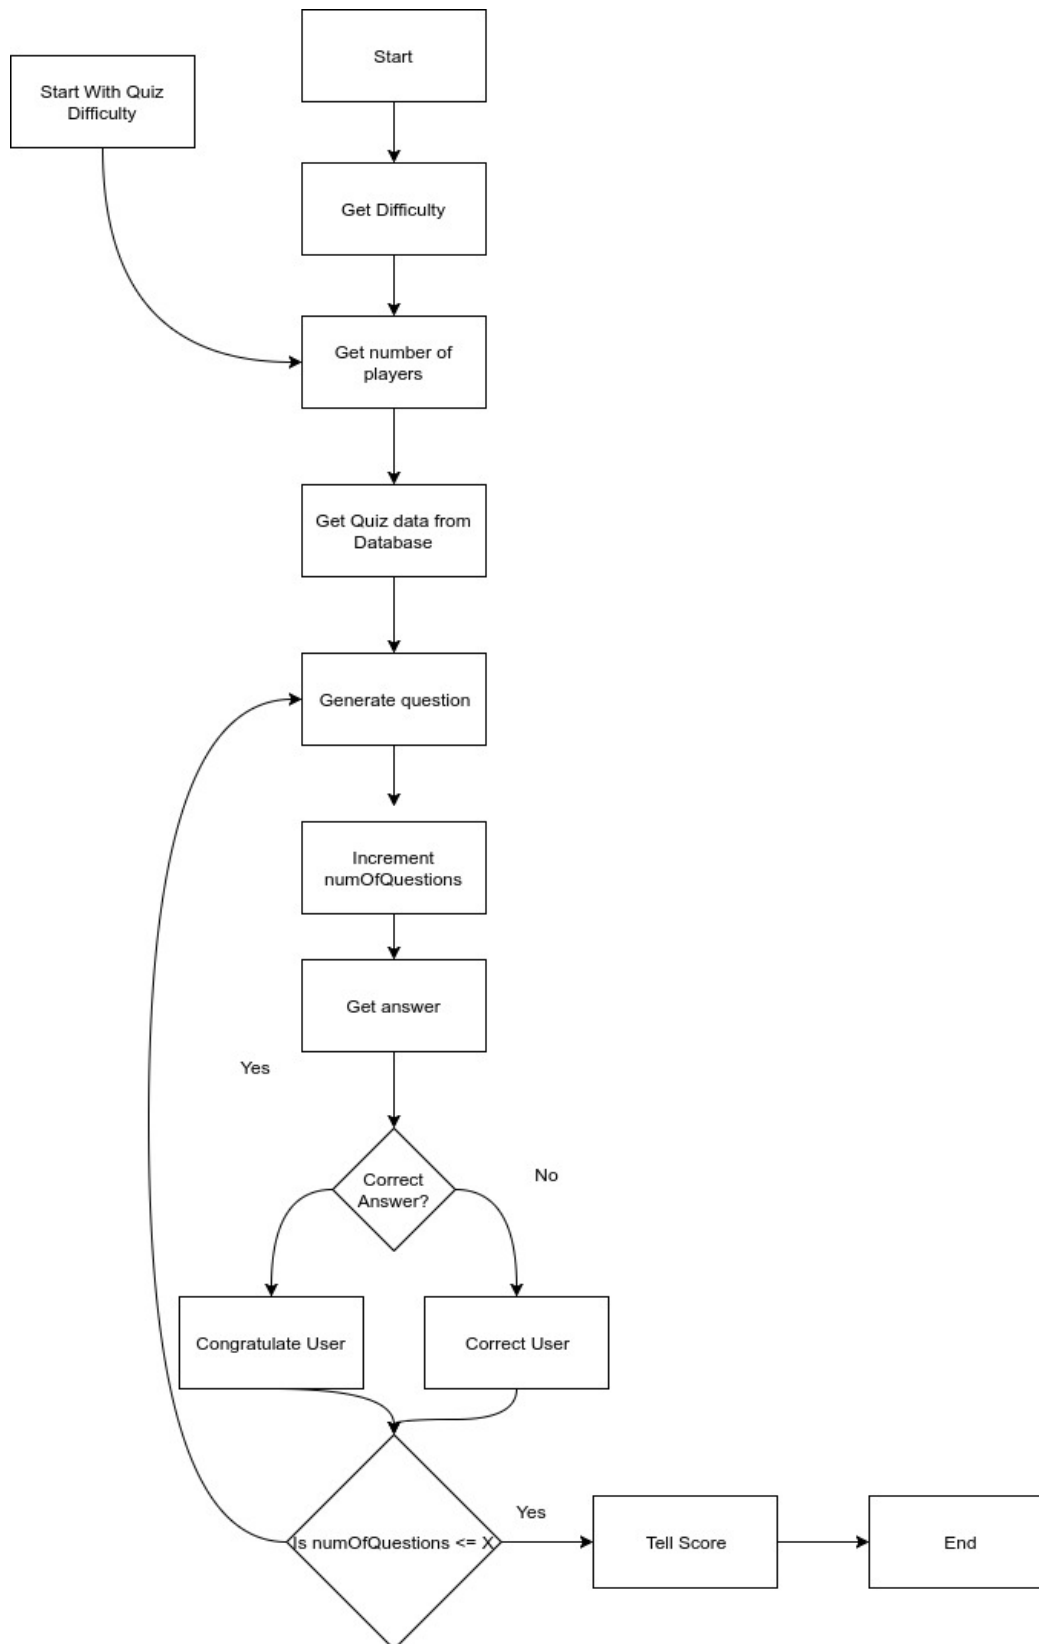 Start
Start With Quiz
Difficulty
Get Difficulty
Get number of
players
Get Quiz data from
Database
Generate question
Increment
numOfQuestions
Get answer
Yes
Correct
Answer?
No
Congratulate User
Correct User
Yes
Is numOfQuestions <= X
Tell Score
End